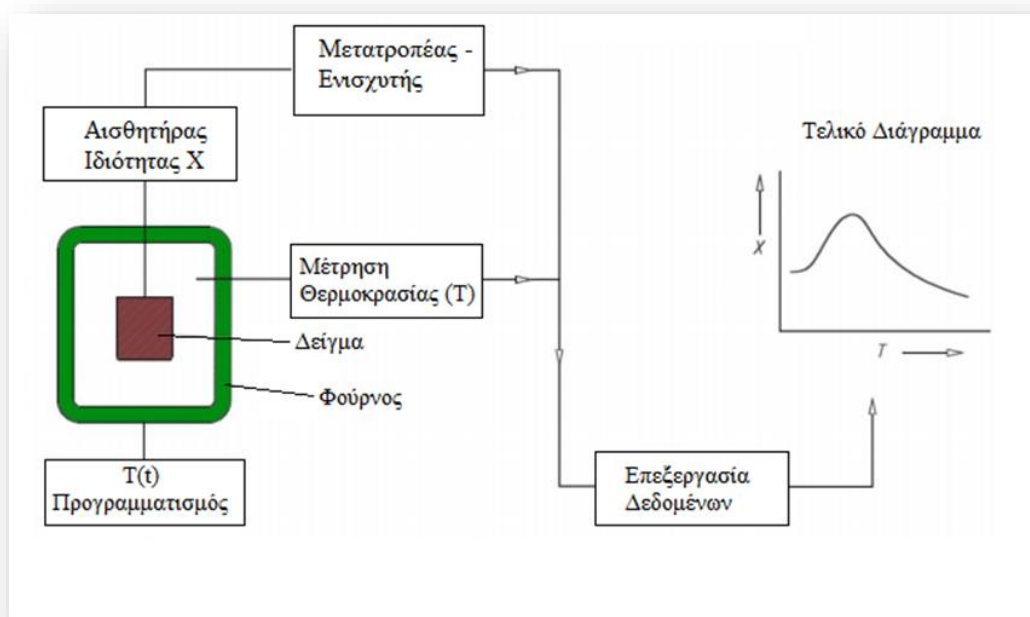 Μετατροπέας -
Ενισχυτής
Αισθητήρας
Ιδιότητας Χ
Τελικό Διάγραμμα
X
T
Μέτρηση
Θερμοκρασίας (Τ)
Δείγμα
Φούρνος
T(t)
Προγραμματισμός
Επεξεργασία
Δεδομένων